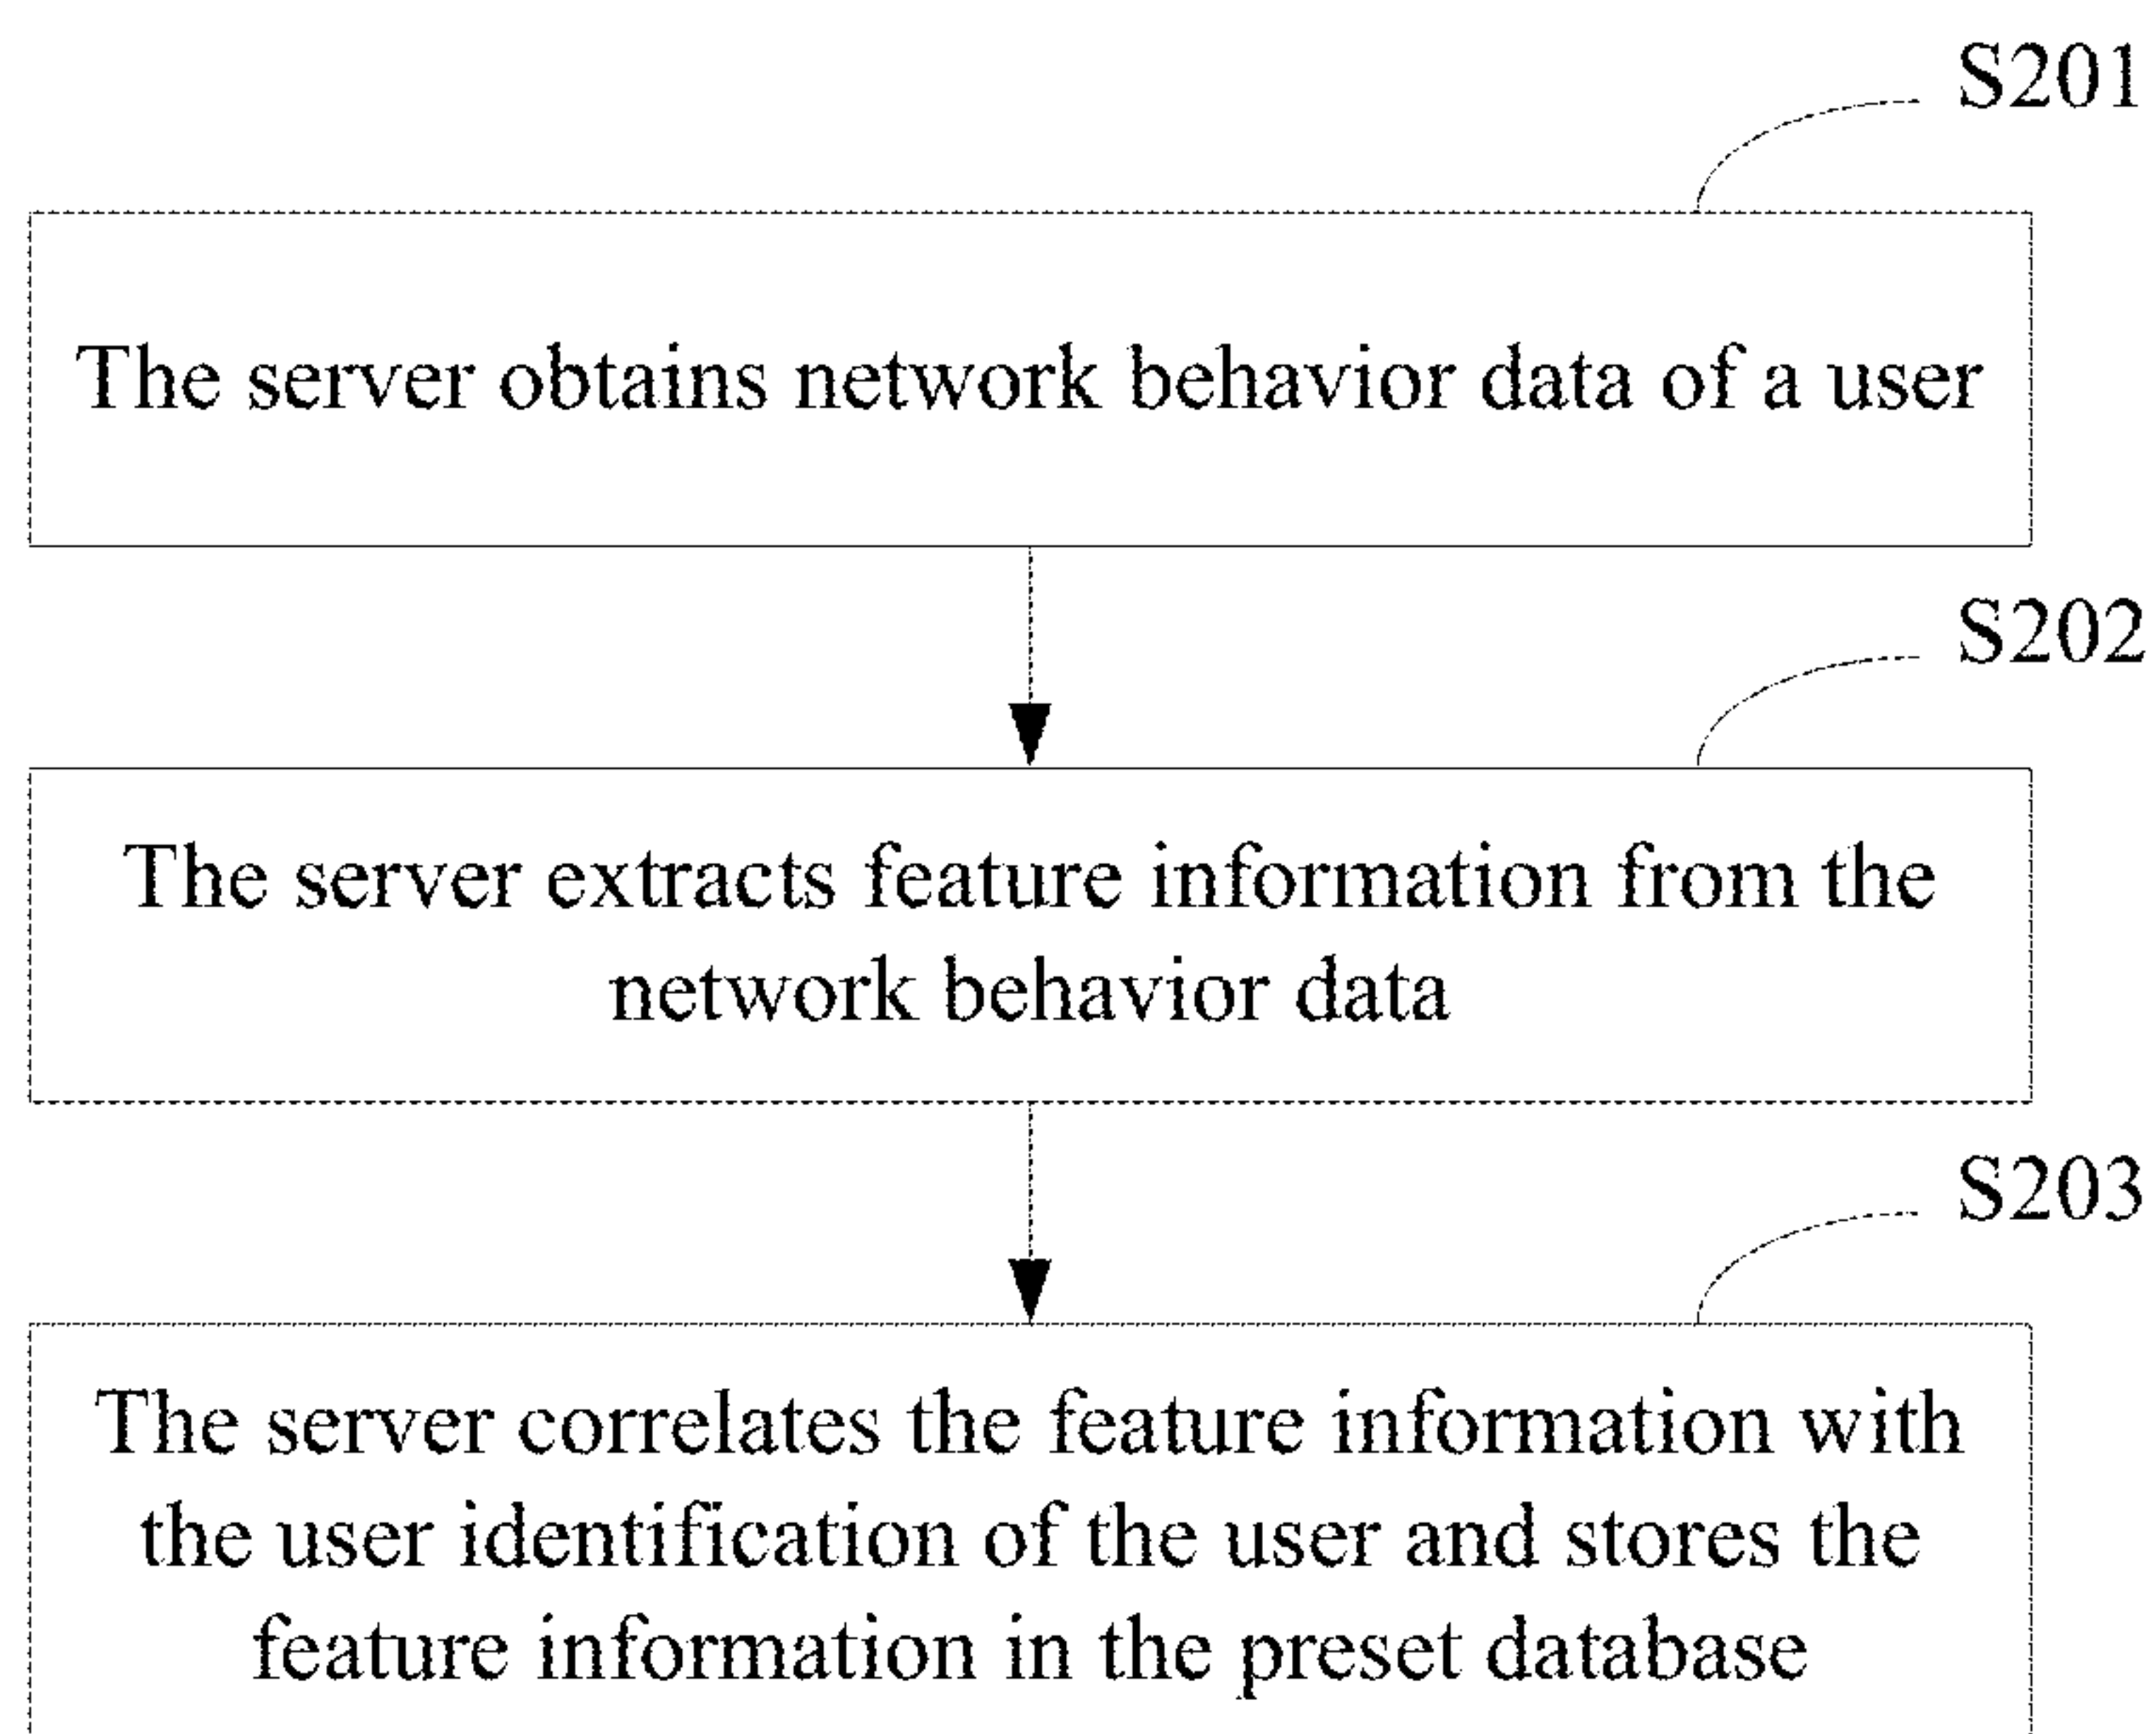 S201
The server obtains network behavior data of a user
S202
The server extracts feature information from the
network behavior data
S203
The server correlates the feature information with
the user identification of the user and stores the
feature information in the preset database